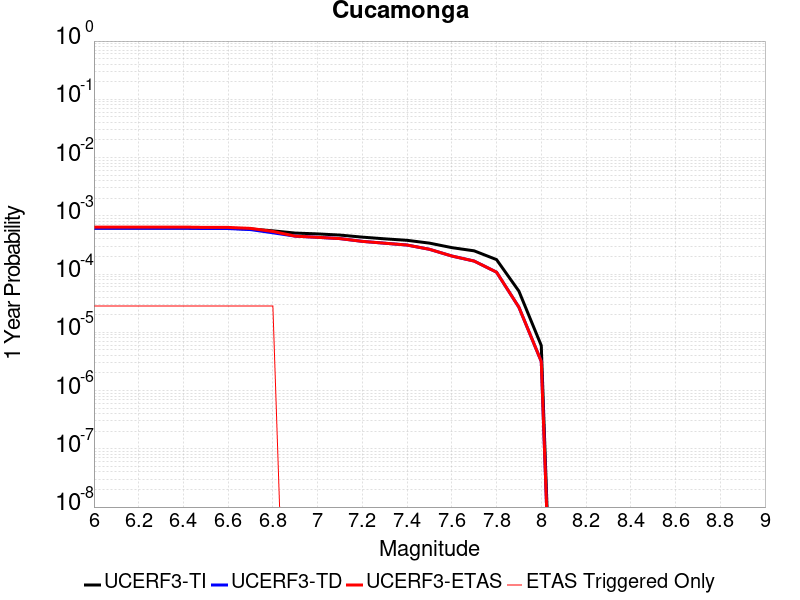 Cucamonga
10^0
10^-1
10^-2
10^-3
10^-4
10^-5
10^-6
10^-7
10^-8
1 Year Probability
6 6.2 6.4 6.6 6.8 7 7.2 7.4 7.6 7.8 8 8.2 8.4 8.6 8.8 9
Magnitude
UCERF3-TI UCERF3-TD UCERF3-ETAS ETAS Triggered Only